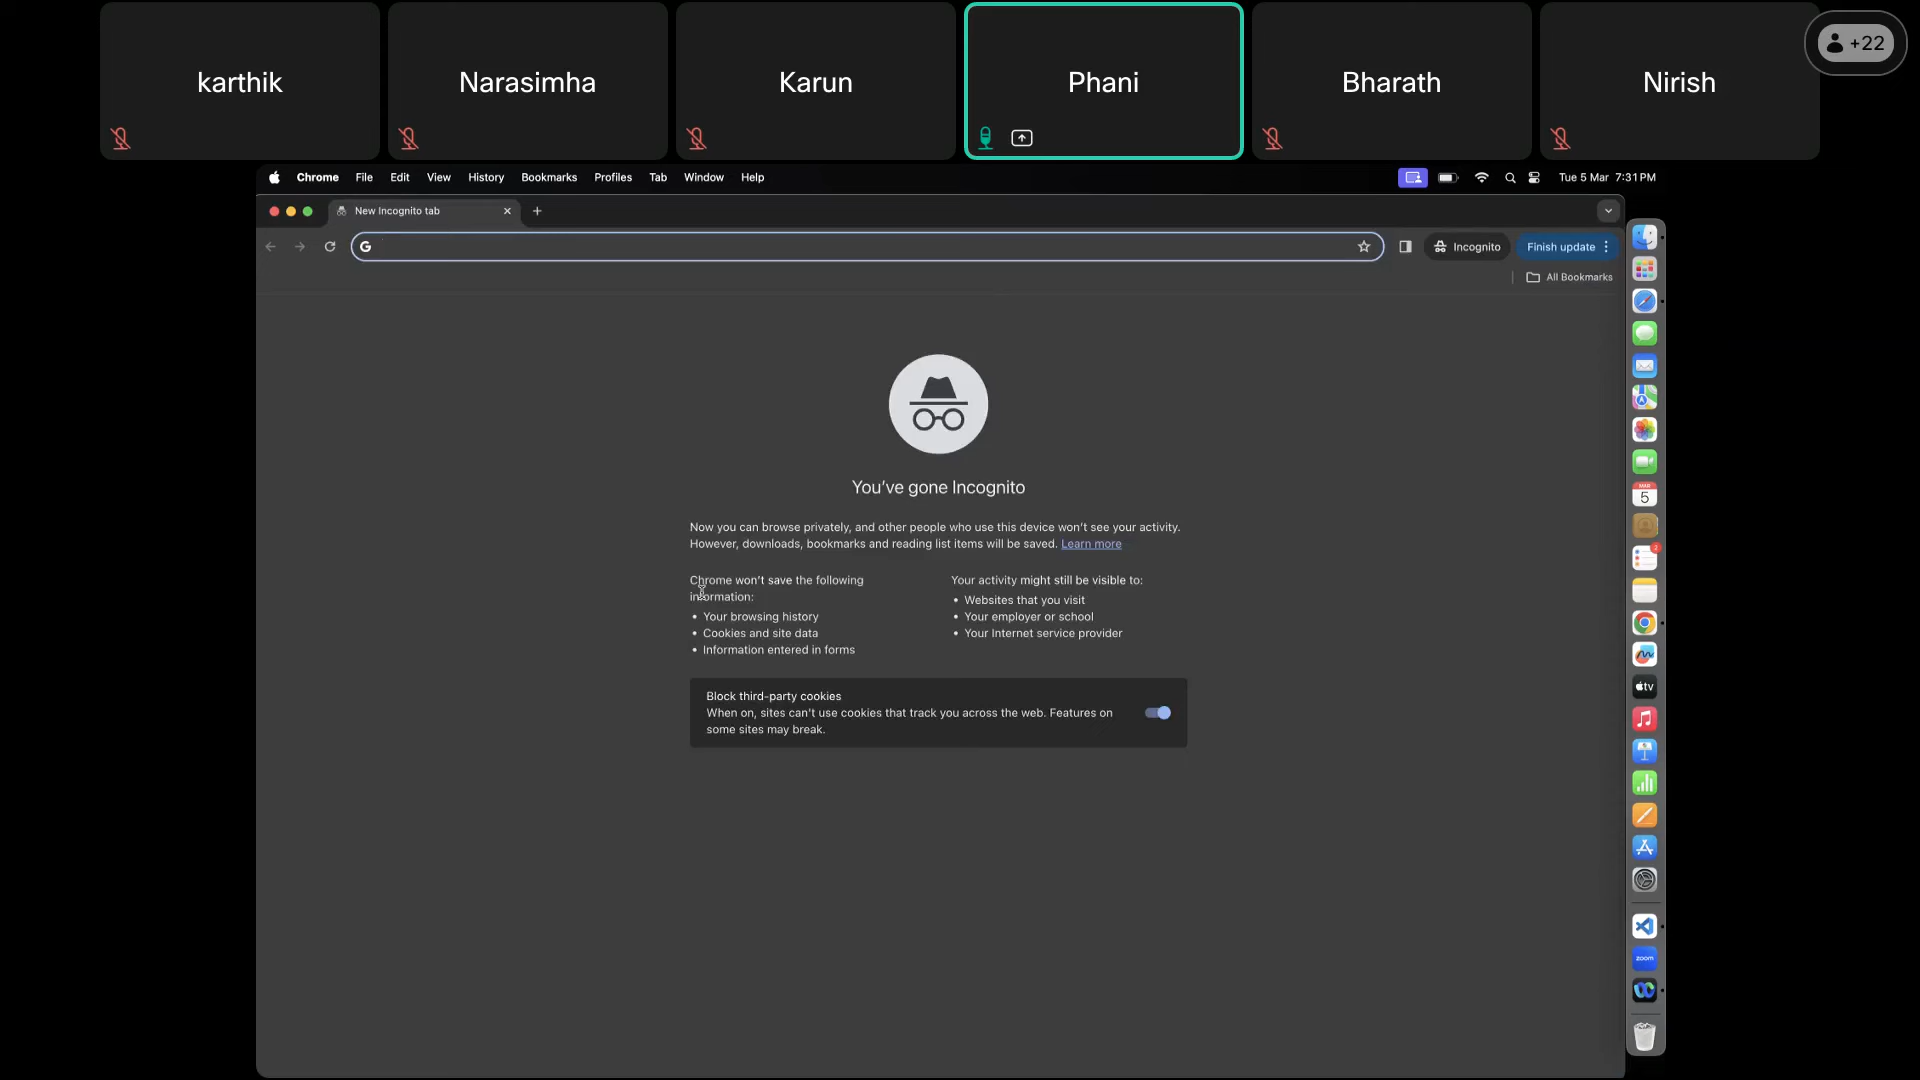 karthik
Narasimha
Karun
Phani
Bharath
Nirish
+22
Chrome File Edit View History Bookmarks Profiles Tab Window Help
Tue 5 Mar 7:31 PM
New Incognito tab
Incognito
Finish update
All Bookmarks
You've gone Incognito
Now you can browse privately, and other people who use this device won't see your activity.
However, downloads, bookmarks and reading list items will be saved. Learn more
Chrome won't save the following
information:
• Your browsing history
• Cookies and site data
• Information entered in forms
Your activity might still be visible to:
• Websites that you visit
• Your employer or school
• Your Internet service provider
Block third-party cookies
When on, sites can't use cookies that track you across the web. Features on
some sites may break.
MAR
5
2
tv
zoom